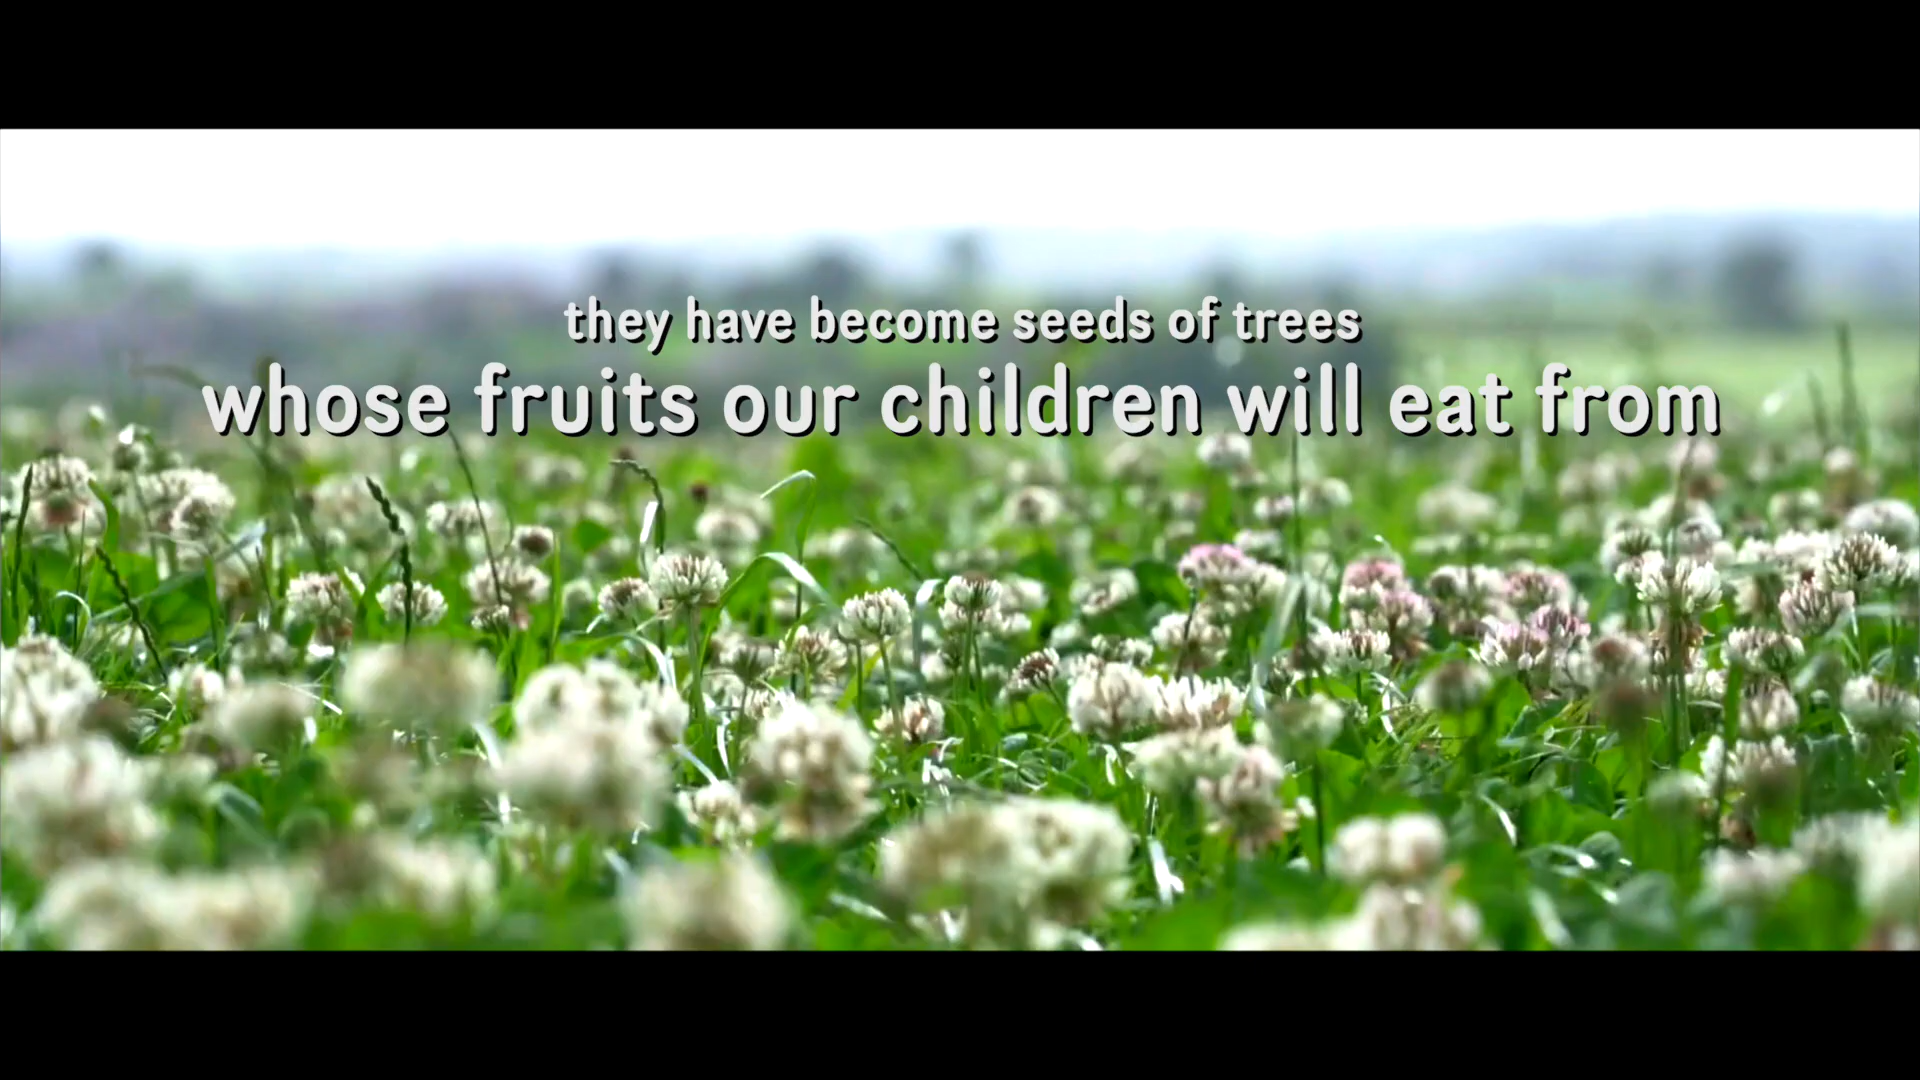 they have become seeds of trees
whose fruits our children will eat from